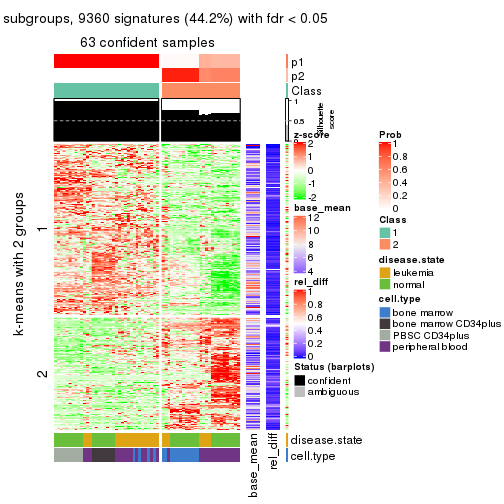 subgroups, 9360 signatures (44.2%) with fdr < 0.05
63 confident samples
p1
p2
Class
1
0.5
0
Silhouette
score
k-means with 2 groups
1
2
z-score
2
1
0
-1
-2
base_mean
12
10
8
6
4
rel_diff
1
0.8
0.6
0.4
0.2
0
Status (barplots)
confident
ambiguous
Prob
1
0.8
0.6
0.4
0.2
0
Class
1
2
disease.state
leukemia
normal
cell.type
bone marrow
bone marrow CD34plus
PBSC CD34plus
peripheral blood
disease.state
cell.type
base_mean
rel_diff